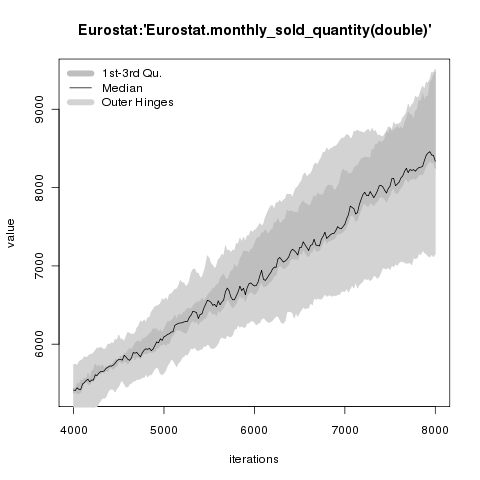 Eurostat:'Eurostat.monthly_sold_quantity(double)'
1st-3rd Qu.
Median
Outer Hinges
value
9000
8000
7000
6000
4000 5000 6000 7000 8000
iterations